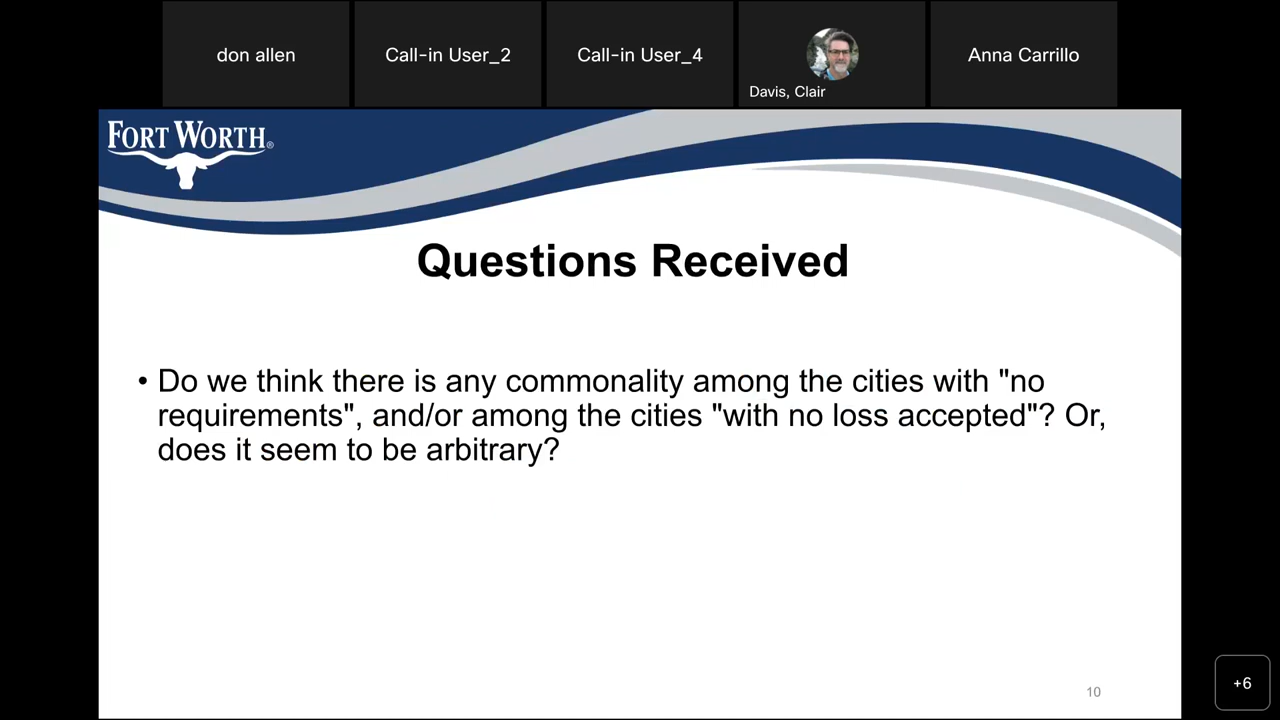 don allen
Call-in User_2
Call-in User_4
Davis, Clair
Anna Carrillo
FORT WORTH®
Questions Received
• Do we think there is any commonality among the cities with "no
requirements", and/or among the cities "with no loss accepted"? Or,
does it seem to be arbitrary?
10
+6